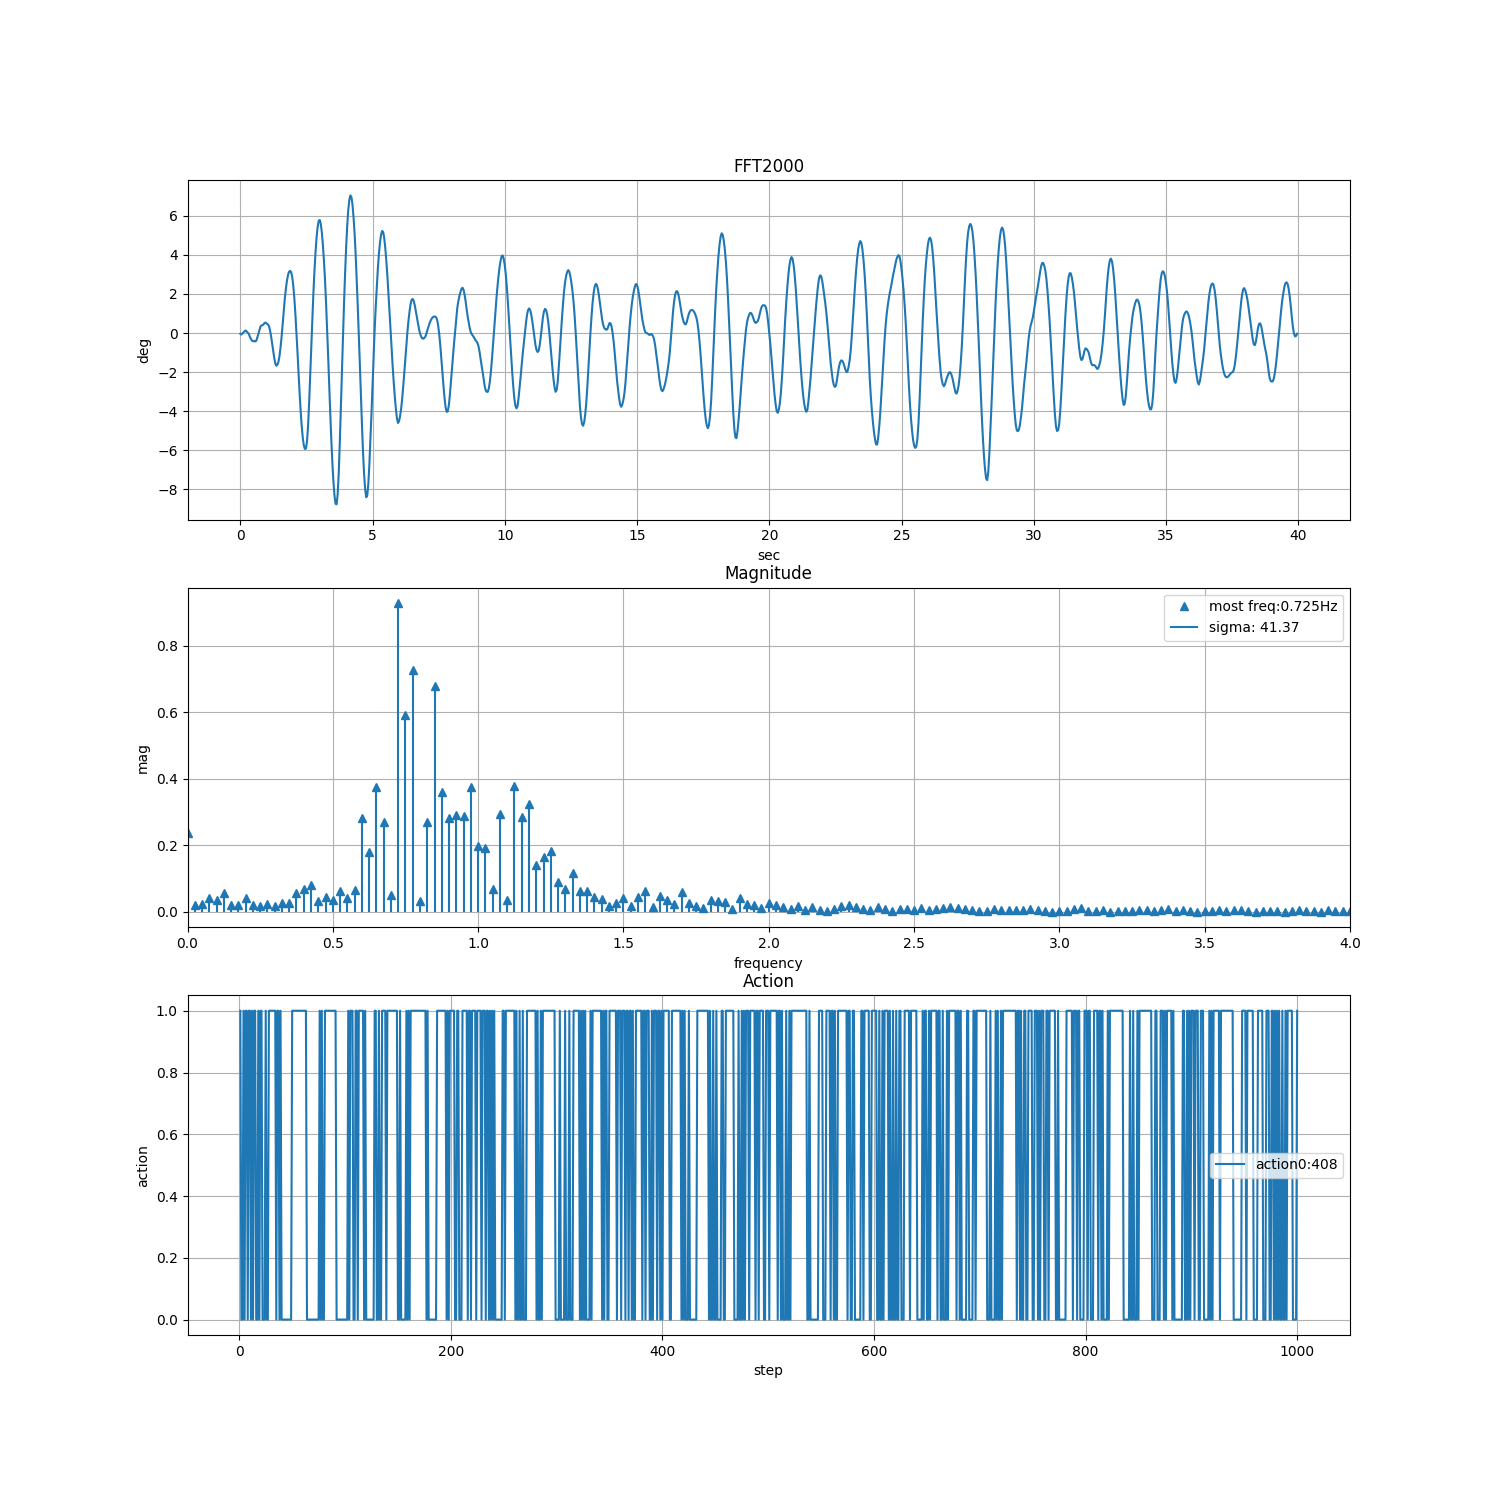 FFT2000
6
4
2
0
−2
−4
−6
−8
deg
0 5 10 15 20 25 30 35 40
sec
Magnitude
most freq:0.725Hz
sigma: 41.37
0.8
0.6
0.4
0.2
0.0
mag
0.0 0.5 1.0 1.5 2.0 2.5 3.0 3.5 4.0
frequency
Action
1.0
0.8
0.6
0.4
0.2
0.0
action
action0:408
0 200 400 600 800 1000
step